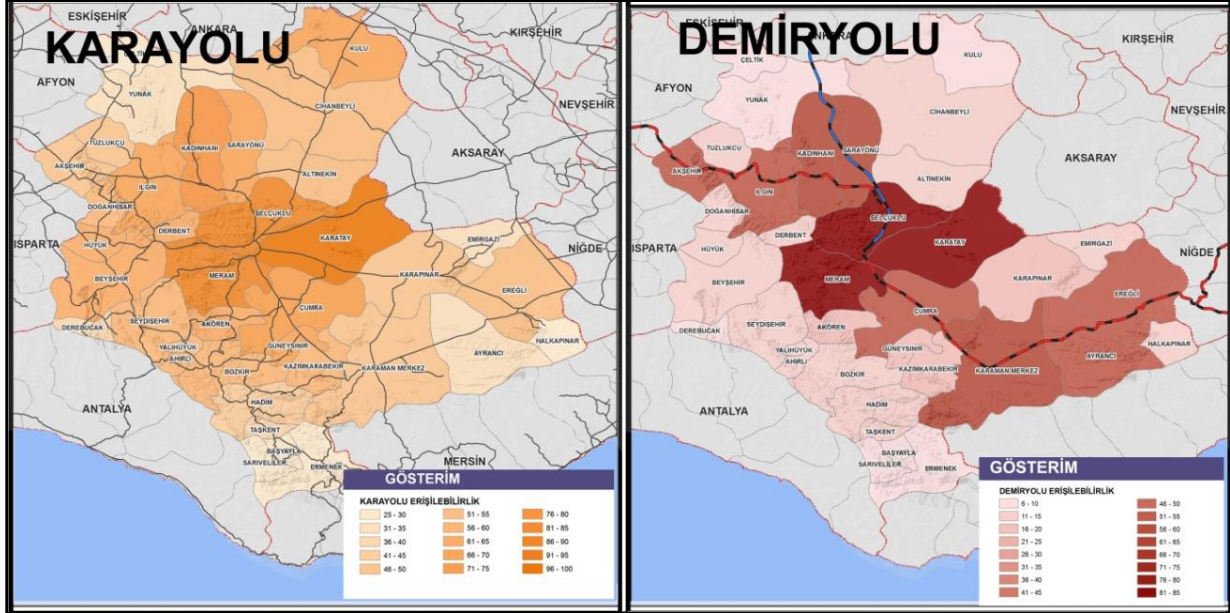 KARAYOLU
ESKİŞEHİR
ANKARA
KIRŞEHİR
AFYON
NEVŞEHİR
AKSARAY
ISPARTA
NİĞDE
ANTALYA
MERSİN
KULU
YUNAK
CİHANBEYLİ
TUZLUKÇU
KADINHANI
SARAYÖNÜ
AKŞEHİR
ILGIN
ALTINEKİN
DOĞANHİSAR
DERBENT
SELÇUKLU
HÜYÜK
KARATAY
EMİRGAZİ
BEYŞEHİR
MERAM
KARAPINAR
EREĞLİ
ÇUMRA
DEREBUCAK
SEYDİŞEHİR
AKÖREN
HALKAPINAR
YALIHÜYÜK
AHIRLI
GÜNEYSINIR
AYRANCI
BOZKIR
KAZIMKARABEKİR
KARAMAN MERKEZ
HADIM
TAŞKENT
BAŞYAYLA
SARIVELİLER
ERMENEK
GÖSTERİM
KARAYOLU ERİŞİLEBİLİRLİK
25 - 30
31 - 35
36 - 40
41 - 45
46 - 50
51 - 55
56 - 60
61 - 65
66 - 70
71 - 75
76 - 80
81 - 85
86 - 90
91 - 95
96 - 100
DEMİRYOLU
ESKİŞEHİR
KIRŞEHİR
AFYON
NEVŞEHİR
AKSARAY
ISPARTA
NİĞDE
ANTALYA
MERSİN
ÇELTİK
KULU
YUNAK
CİHANBEYLİ
TUZLUKÇU
KADINHANI
SARAYÖNÜ
AKŞEHİR
ILGIN
ALTINEKİN
DOĞANHİSAR
DERBENT
SELÇUKLU
HÜYÜK
KARATAY
EMİRGAZİ
BEYŞEHİR
MERAM
KARAPINAR
EREĞLİ
ÇUMRA
DEREBUCAK
SEYDİŞEHİR
AKÖREN
HALKAPINAR
YALIHÜYÜK
AHIRLI
GÜNEYSINIR
AYRANCI
BOZKIR
KAZIMKARABEKİR
KARAMAN MERKEZ
HADIM
TAŞKENT
BAŞYAYLA
SARIVELİLER
ERMENEK
GÖSTERİM
DEMİRYOLU ERİŞİLEBİLİRLİK
6 - 10
11 - 15
16 - 20
21 - 25
26 - 30
31 - 35
36 - 40
41 - 45
46 - 50
51 - 55
56 - 60
61 - 65
66 - 70
71 - 75
76 - 80
81 - 85